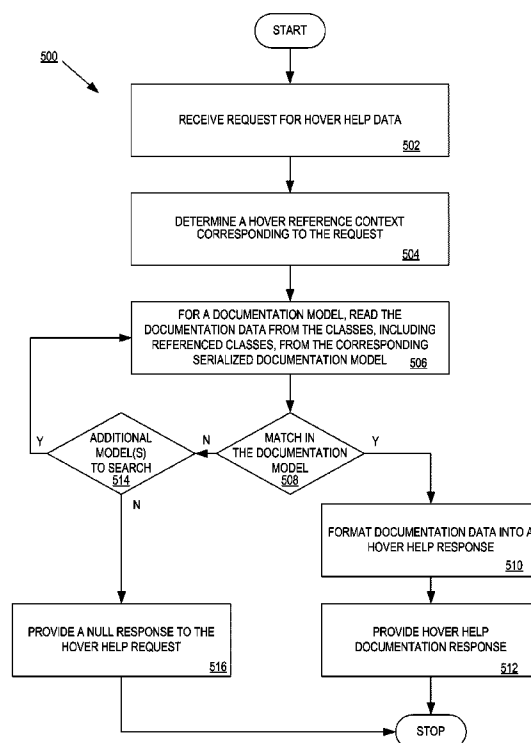 START
500
RECEIVE REQUEST FOR HOVER HELP DATA
502
DETERMINE A HOVER REFERENCE CONTEXT
CORRESPONDING TO THE REQUEST
504
FOR A DOCUMENTATION MODEL, READ THE
DOCUMENTATION DATA FROM THE CLASSES, INCLUDING
REFERENCED CLASSES, FROM THE CORRESPONDING
SERIALIZED DOCUMENTATION MODEL
506
Y
ADDITIONAL
MODEL(S)
TO SEARCH
514
N
MATCH IN
THE DOCUMENTATION
MODEL
508
Y
N
FORMAT DOCUMENTATION DATA INTO A
HOVER HELP RESPONSE
510
PROVIDE A NULL RESPONSE TO THE
HOVER HELP REQUEST
516
PROVIDE HOVER HELP
DOCUMENTATION RESPONSE
512
STOP